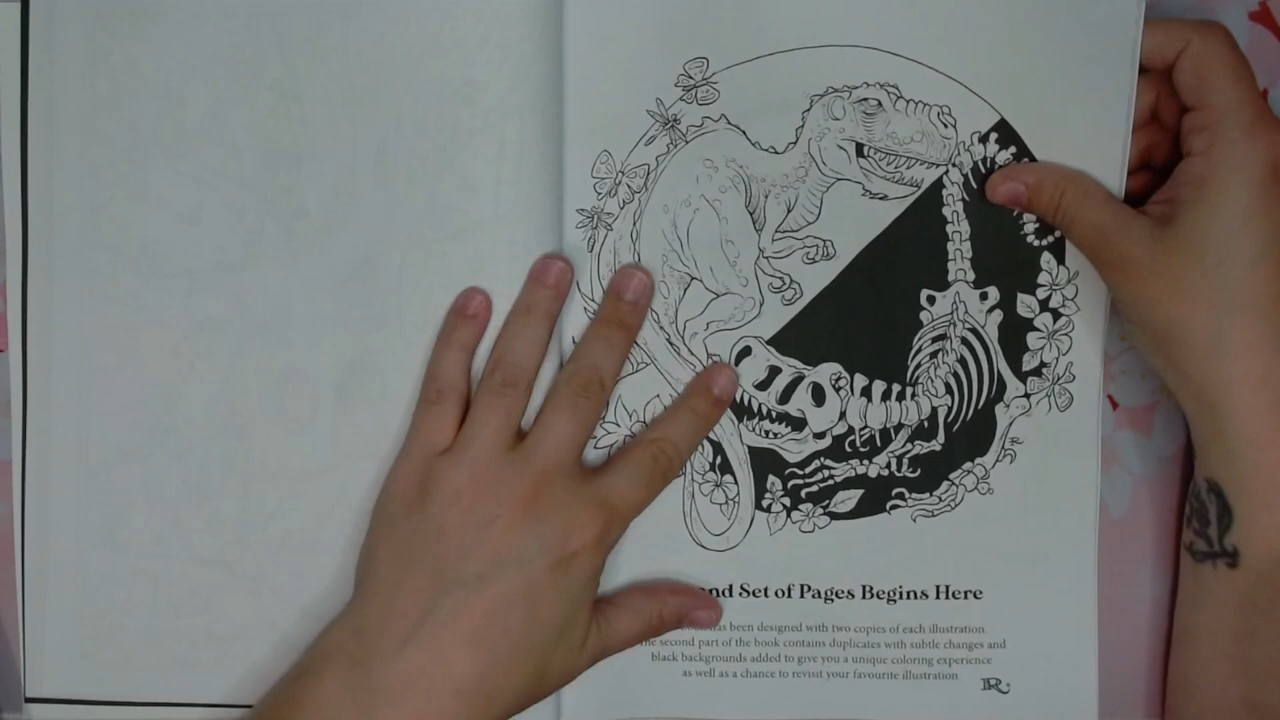 nd Set of Pages Begins Here
has been designed with two copies of each illustration.
he second part of the book contains duplicates with subtle changes and
black backgrounds added to give you a unique coloring experience
as well as a chance to revisit your favourite illustration